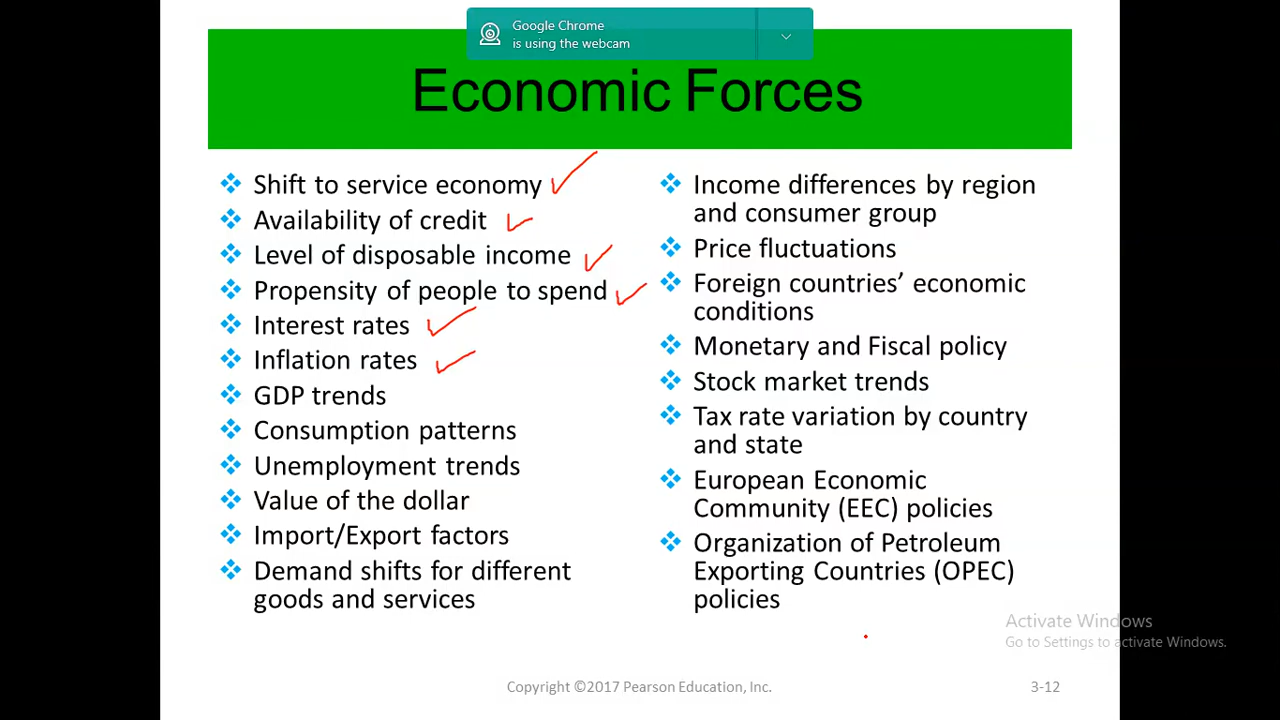 Google Chrome
is using the webcam
Economic Forces
Shift to service economy
Availability of credit
Level of disposable income
Propensity of people to spend
Interest rates
Inflation rates
GDP trends
Consumption patterns
Unemployment trends
Value of the dollar
Import/Export factors
Demand shifts for different
goods and services
Income differences by region
and consumer group
Price fluctuations
Foreign countries’ economic
conditions
Monetary and Fiscal policy
Stock market trends
Tax rate variation by country
and state
European Economic
Community (EEC) policies
Organization of Petroleum
Exporting Countries (OPEC)
policies
Activate Windows
Go to Settings to activate Windows.
Copyright ©2017 Pearson Education, Inc.
3-12